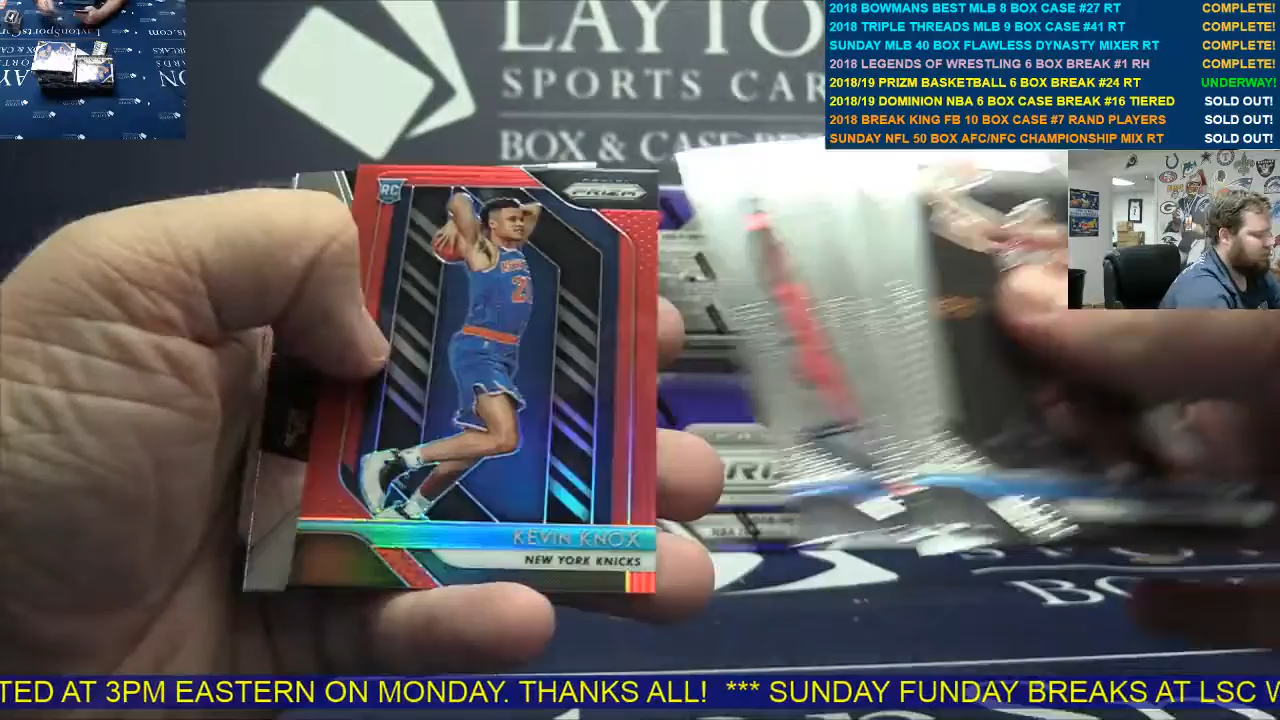 2018 BOWMANS BEST MLB 8 BOX CASE #27 RT COMPLETE!
2018 TRIPLE THREADS MLB 9 BOX CASE #41 RT COMPLETE!
SUNDAY MLB 40 BOX FLAWLESS DYNASTY MIXER RT COMPLETE!
2018 LEGENDS OF WRESTLING 6 BOX BREAK #1 RH COMPLETE!
2018/19 PRIZM BASKETBALL 6 BOX BREAK #24 RT UNDERWAY!
2018/19 DOMINION NBA 6 BOX CASE BREAK #16 TIERED SOLD OUT!
2018 BREAK KING FB 10 BOX CASE #7 RAND PLAYERS SOLD OUT!
SUNDAY NFL 50 BOX AFC/NFC CHAMPIONSHIP MIX RT SOLD OUT!
LAYTO
SPORTS CAR
BOX & CASE
RC
PRIZM
KEVIN KNOX
NEW YORK KNICKS
TED AT 3PM EASTERN ON MONDAY. THANKS ALL! *** SUNDAY FUNDAY BREAKS AT LSC W